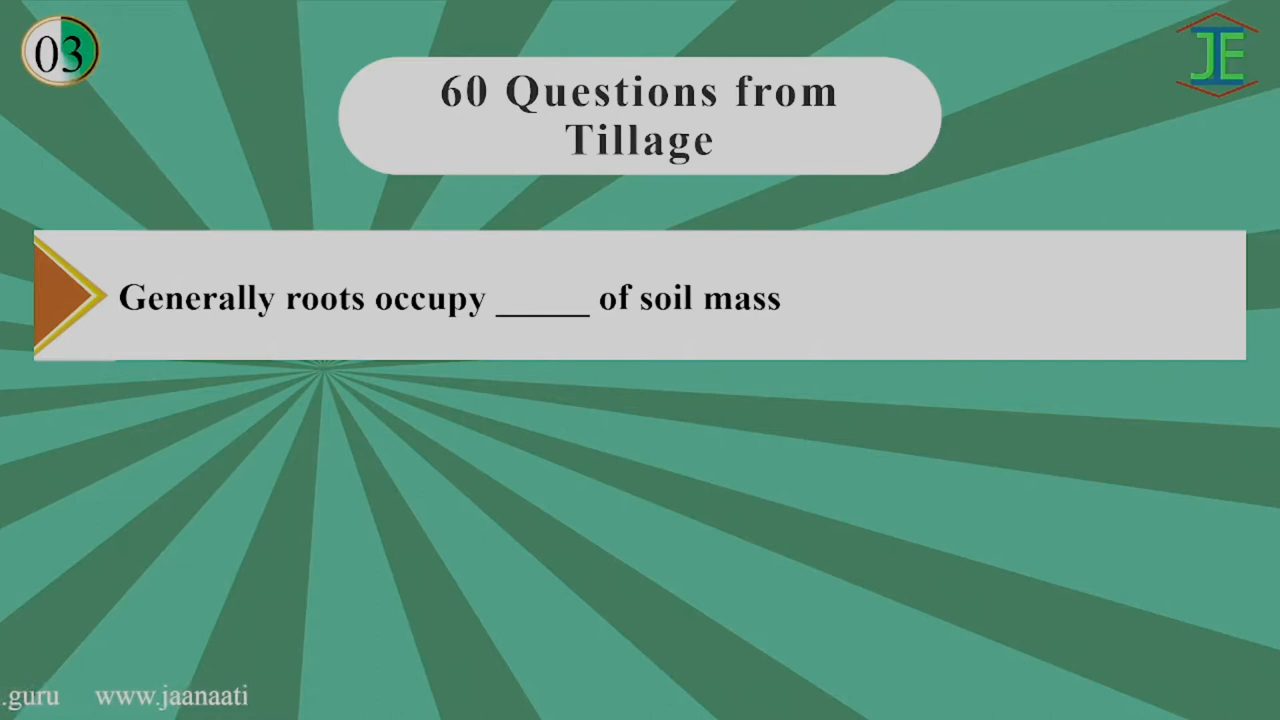 03
60 Questions from
Tillage
JE
Generally roots occupy _____ of soil mass
.guru www.jaanaati